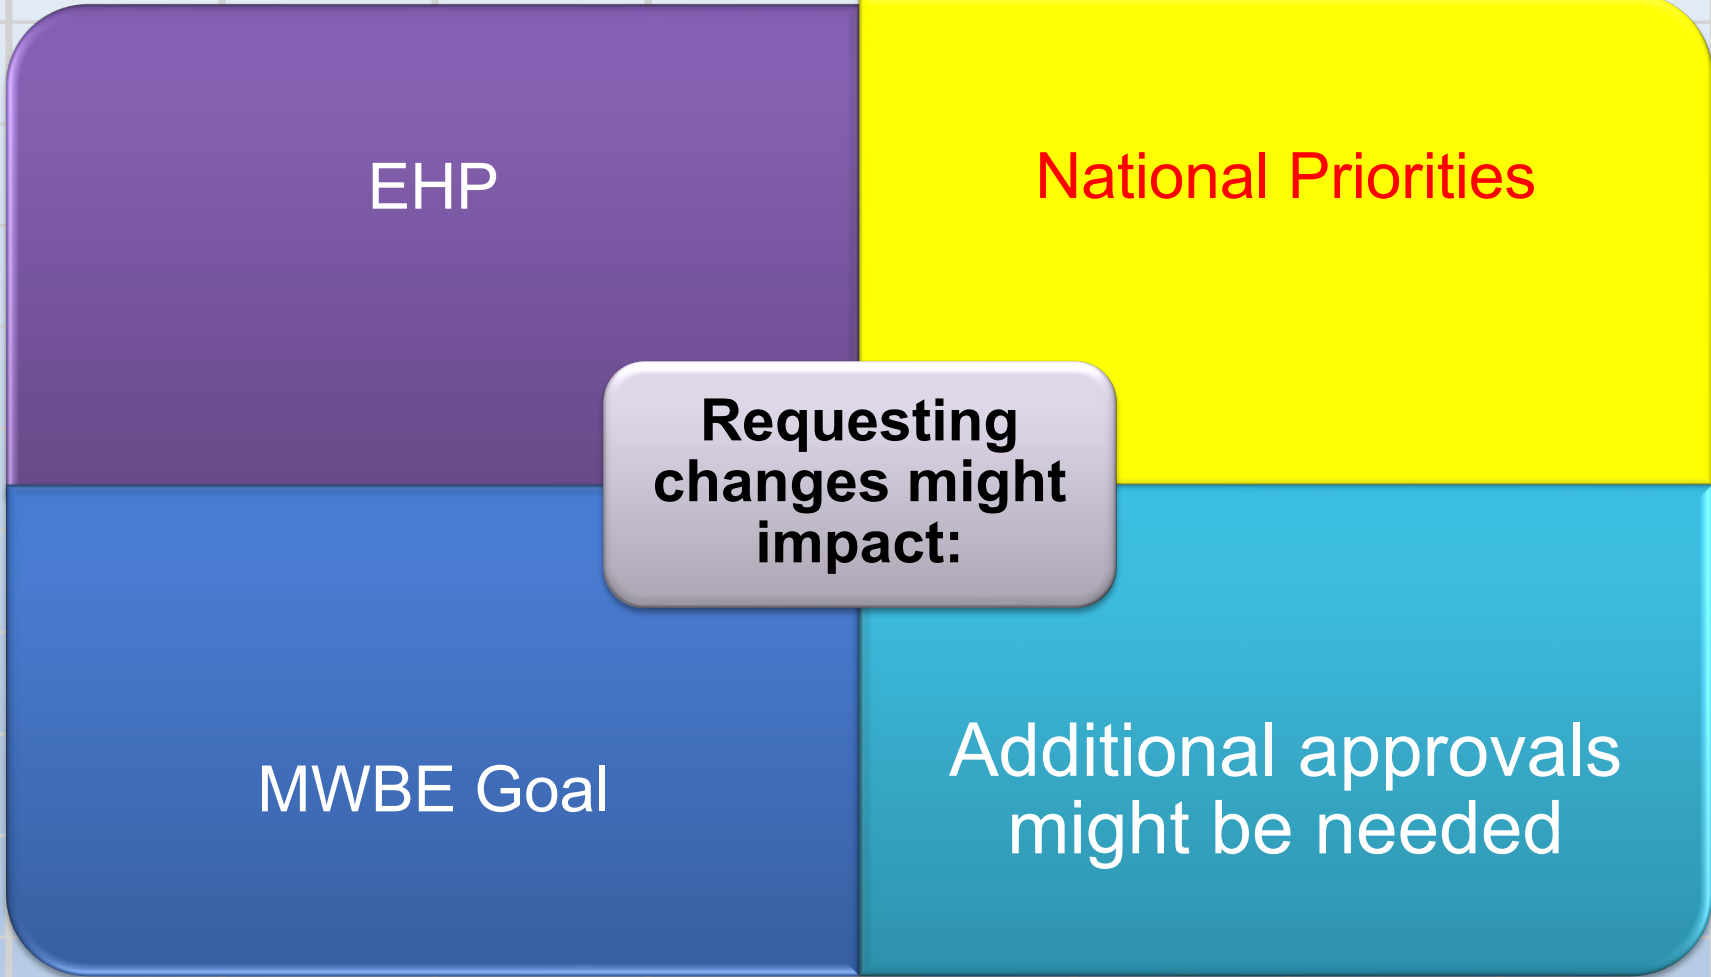 EHP
National Priorities
Requesting
changes might
impact:
MWBE Goal
Additional approvals
might be needed